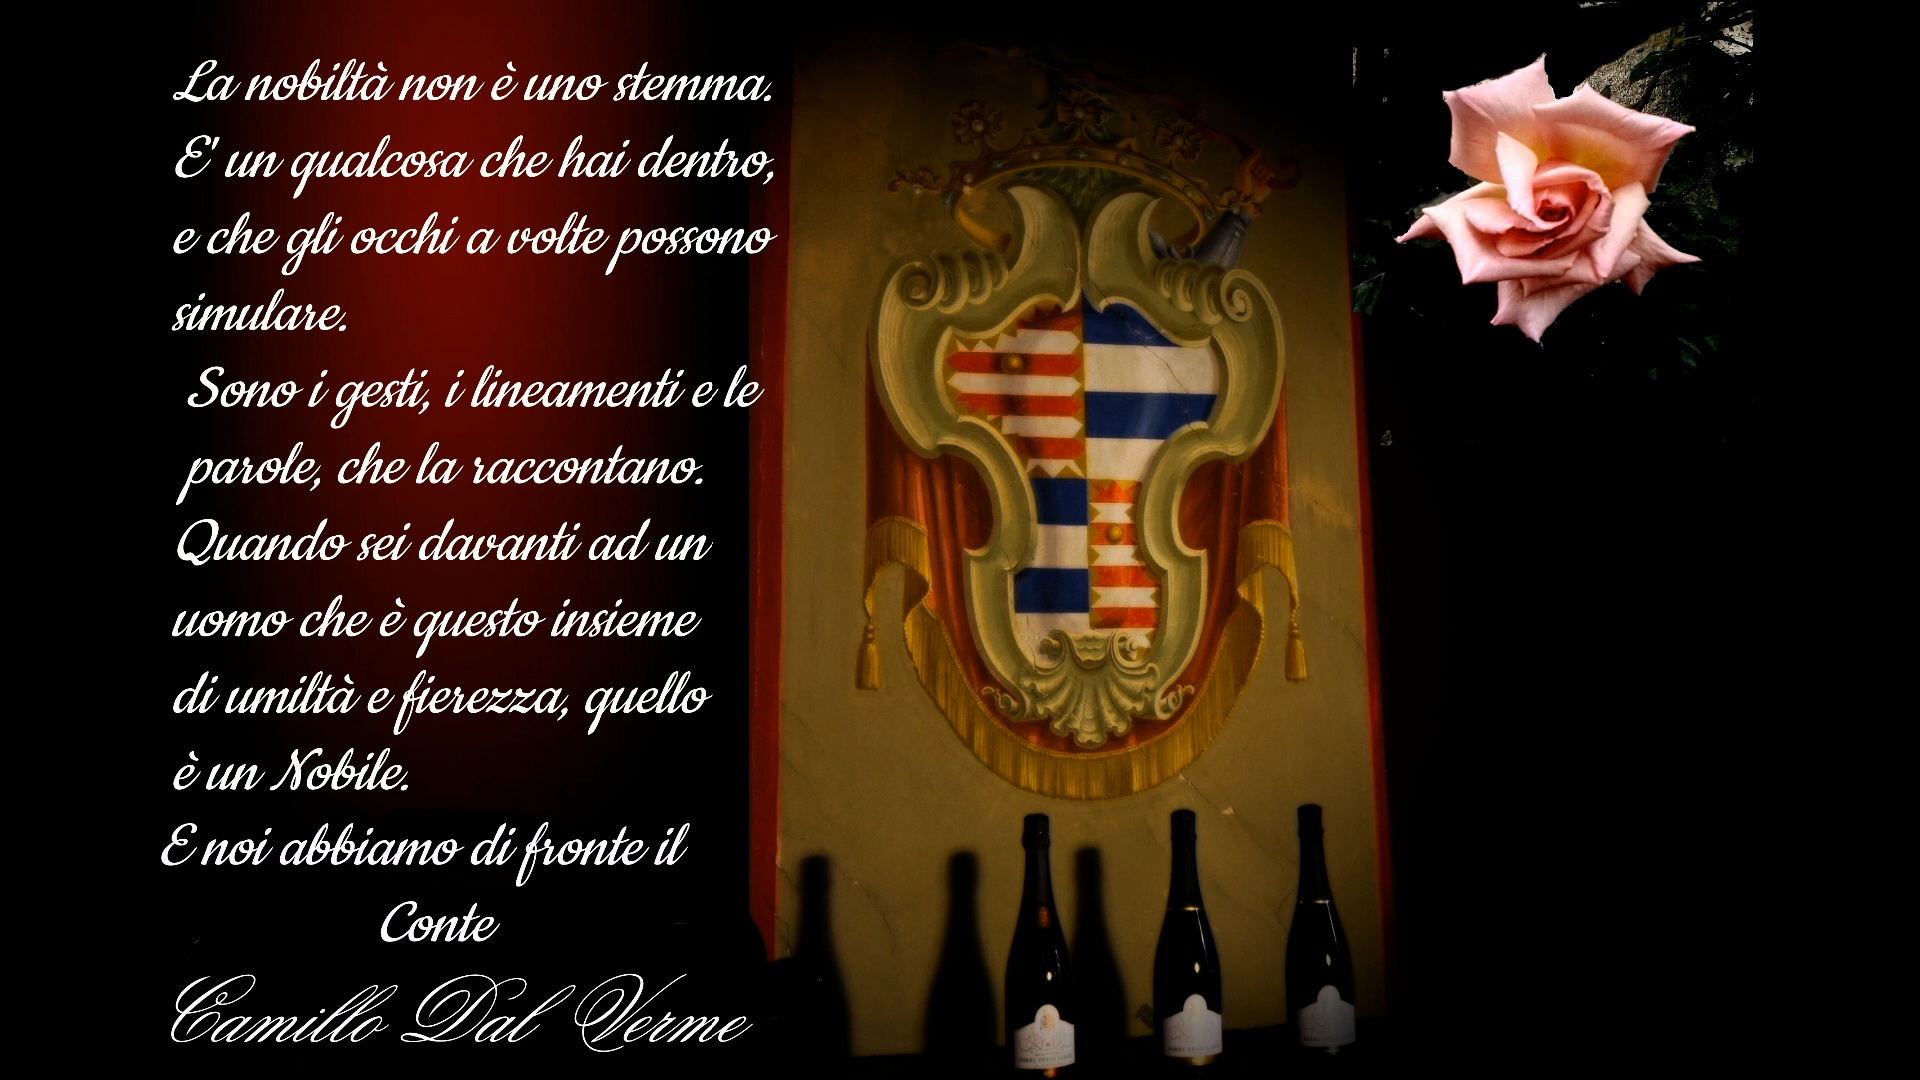 La nobiltà non è uno stemma.
E' un qualcosa che hai dentro,
e che gli occhi a volte possono
simulare.
Sono i gesti, i lineamenti e le
parole, che la raccontano.
Quando sei davanti ad un
uomo che è questo insieme
di umiltà e fierezza, quello
è un Nobile.
E noi abbiamo di fronte il
Conte
Camillo Dal Verme